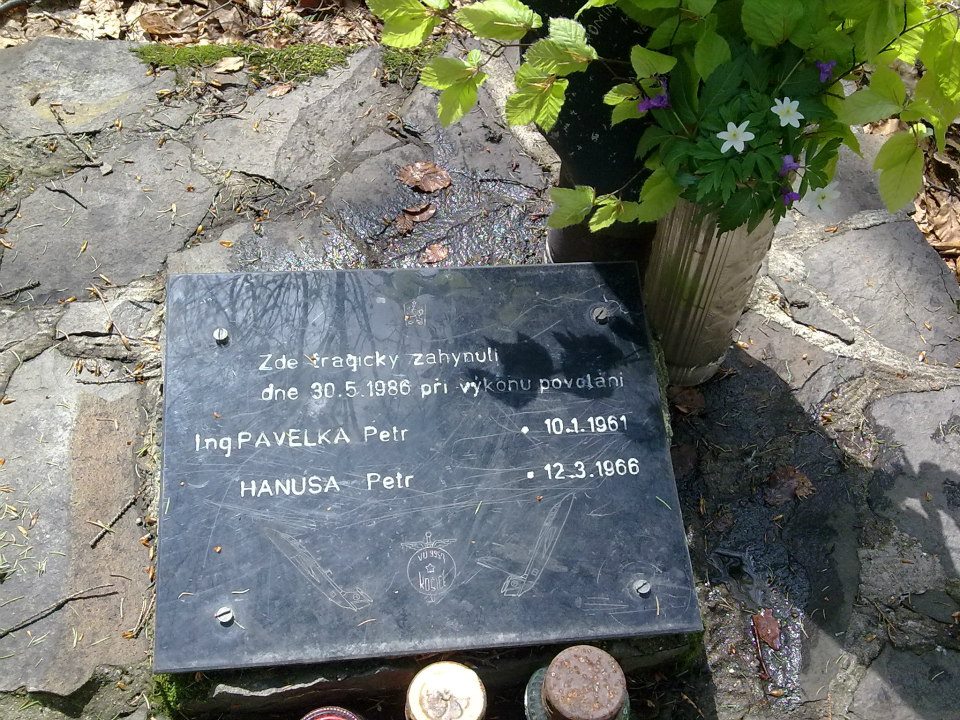 Zde tragicky zahynuli
dne 30.5.1986 při výkonu povolání
Ing PAVELKA Petr • 10.1.1961
HANUSA Petr • 12.3.1966
KOŠICE